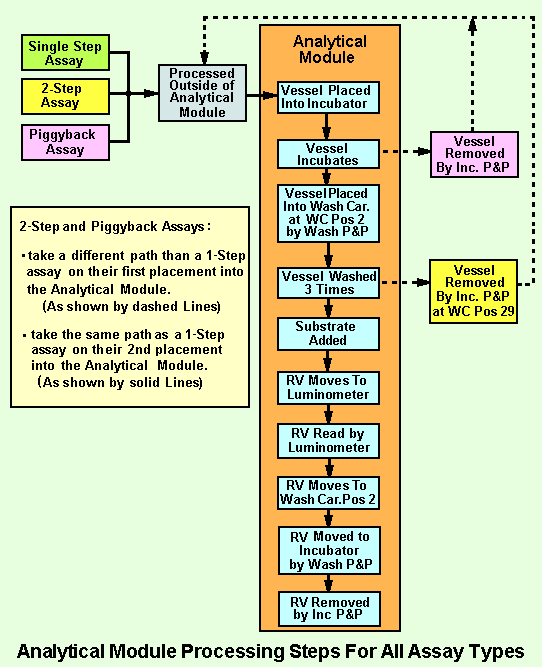 Single Step
Assay
2-Step
Assay
Piggyback
Assay
Processed
Outside of
Analytical
Module
Analytical
Module
Vessel Placed
Into Incubator
Vessel
Incubates
Vessel
Removed
By Inc. P&P
Vessel Placed
Into Wash Car.
at WC Pos 2
by Wash P&P
Vessel Washed
3 Times
Vessel
Removed
By Inc. P&P
at WC Pos 29
Substrate
Added
RV Moves To
Luminometer
RV Read by
Luminometer
RV Moves To
Wash Car.Pos 2
RV Moved to
Incubator
by Wash P&P
RV Removed
by Inc P&P
2-Step and Piggyback Assays:
• take a different path than a 1-Step
assay on their first placement into
the Analytical Module.
(As shown by dashed Lines)
• take the same path as a 1-Step
assay on their 2nd placement
into the Analytical Module.
(As shown by solid Lines)
Analytical Module Processing Steps For All Assay Types